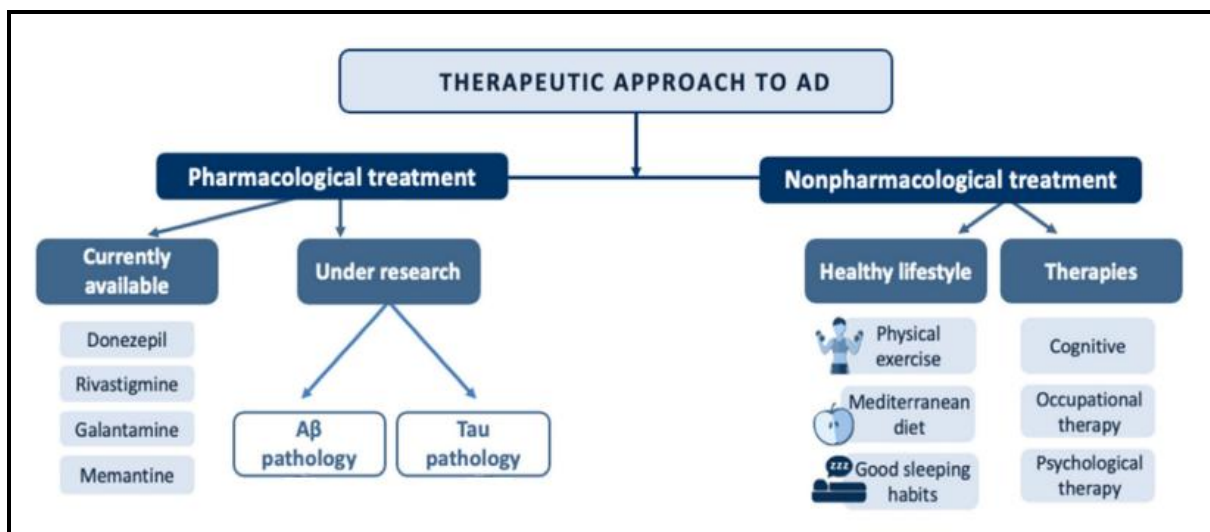 THERAPEUTIC APPROACH TO AD
Pharmacological treatment
Nonpharmacological treatment
Currently
available
Under research
Healthy lifestyle
Therapies
Donezepil
Rivastigmine
Galantamine
Memantine
Aβ
pathology
Tau
pathology
Physical
exercise
Mediterranean
diet
zzz
Good sleeping
habits
Cognitive
Occupational
therapy
Psychological
therapy